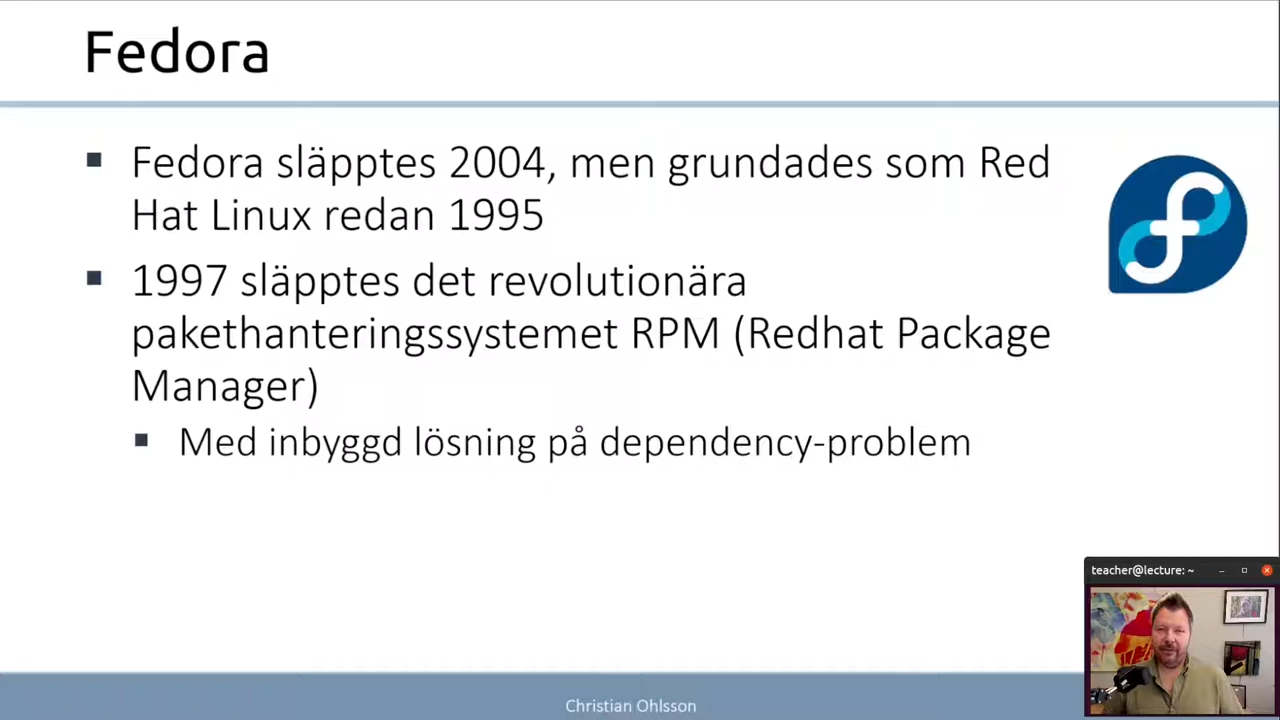 Fedora
Fedora släpptes 2004, men grundades som Red
Hat Linux redan 1995
1997 släpptes det revolutionära
pakethanteringssystemet RPM (Redhat Package
Manager)
Med inbyggd lösning på dependency-problem
teacher@lecture: ~
Christian Ohlsson